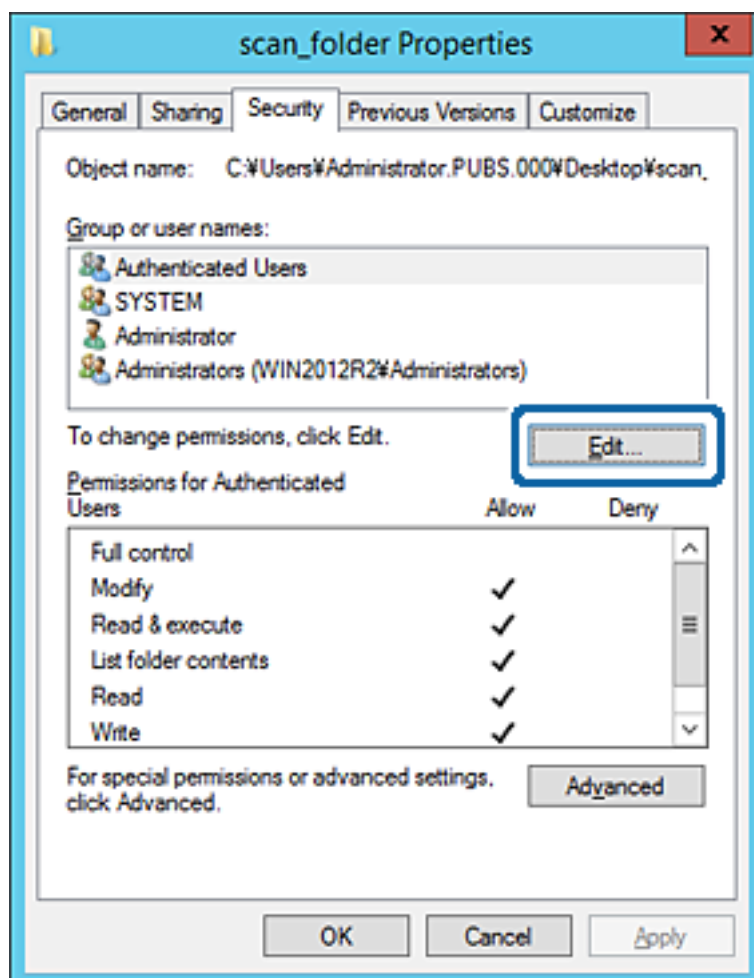 scan_folder Properties
x
General Sharing Security Previous Versions Customize
Object name: C:¥Users¥Administrator.PUBS.000¥Desktop¥scan_
Group or user names:
Authenticated Users
SYSTEM
Administrator
Administrators (WIN2012R2¥Administrators)
To change permissions, click Edit.
Edit...
Permissions for Authenticated
Users Allow Deny
Full control
Modify
Read & execute
List folder contents
Read
Write
For special permissions or advanced settings,
click Advanced.
Advanced
OK Cancel Apply